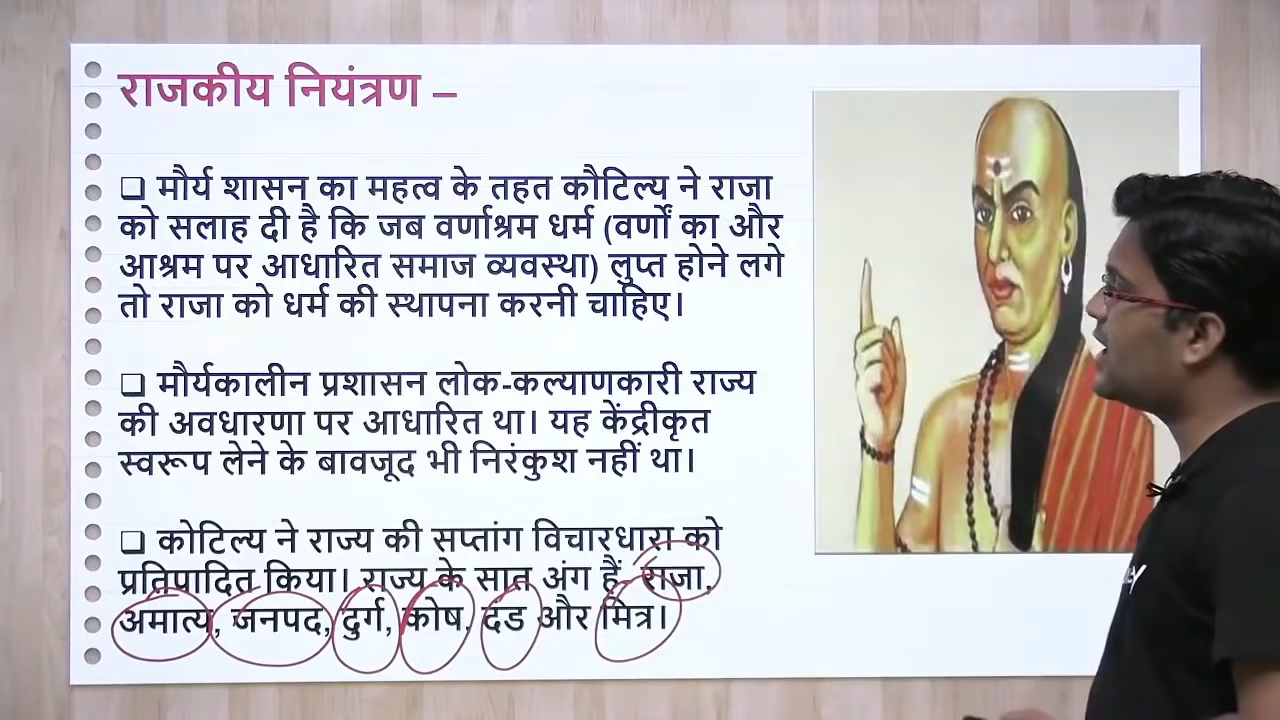 राजकीय नियंत्रण –
❑ मौर्य शासन का महत्व के तहत कौटिल्य ने राजा
को सलाह दी है कि जब वर्णाश्रम धर्म (वर्णों का और
आश्रम पर आधारित समाज व्यवस्था) लुप्त होने लगे
तो राजा को धर्म की स्थापना करनी चाहिए।
❑ मौर्यकालीन प्रशासन लोक-कल्याणकारी राज्य
की अवधारणा पर आधारित था। यह केंद्रीकृत
स्वरूप लेने के बावजूद भी निरंकुश नहीं था।
❑ कोटिल्य ने राज्य की सप्तांग विचारधारा को
प्रतिपादित किया। राज्य के सात अंग हैं, राजा,
अमात्य, जनपद, दुर्ग, कोष, दंड और मित्र।